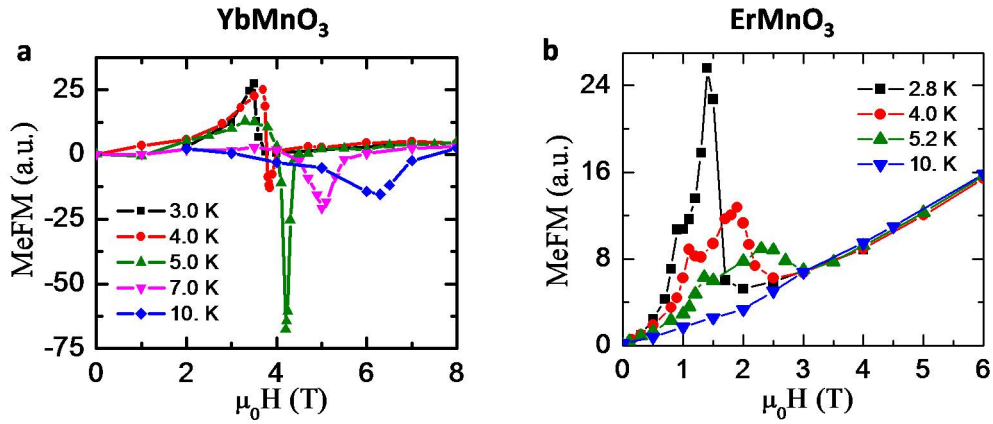 YbMnO₃
ErMnO₃
a
MeFM (a.u.)
25
0
-25
-50
-75
3.0 K
4.0 K
5.0 K
7.0 K
10. K
0 2 4 6 8
μ₀H (T)
b
MeFM (a.u.)
24
16
8
0
2.8 K
4.0 K
5.2 K
10. K
0 1 2 3 4 5 6
μ₀H (T)